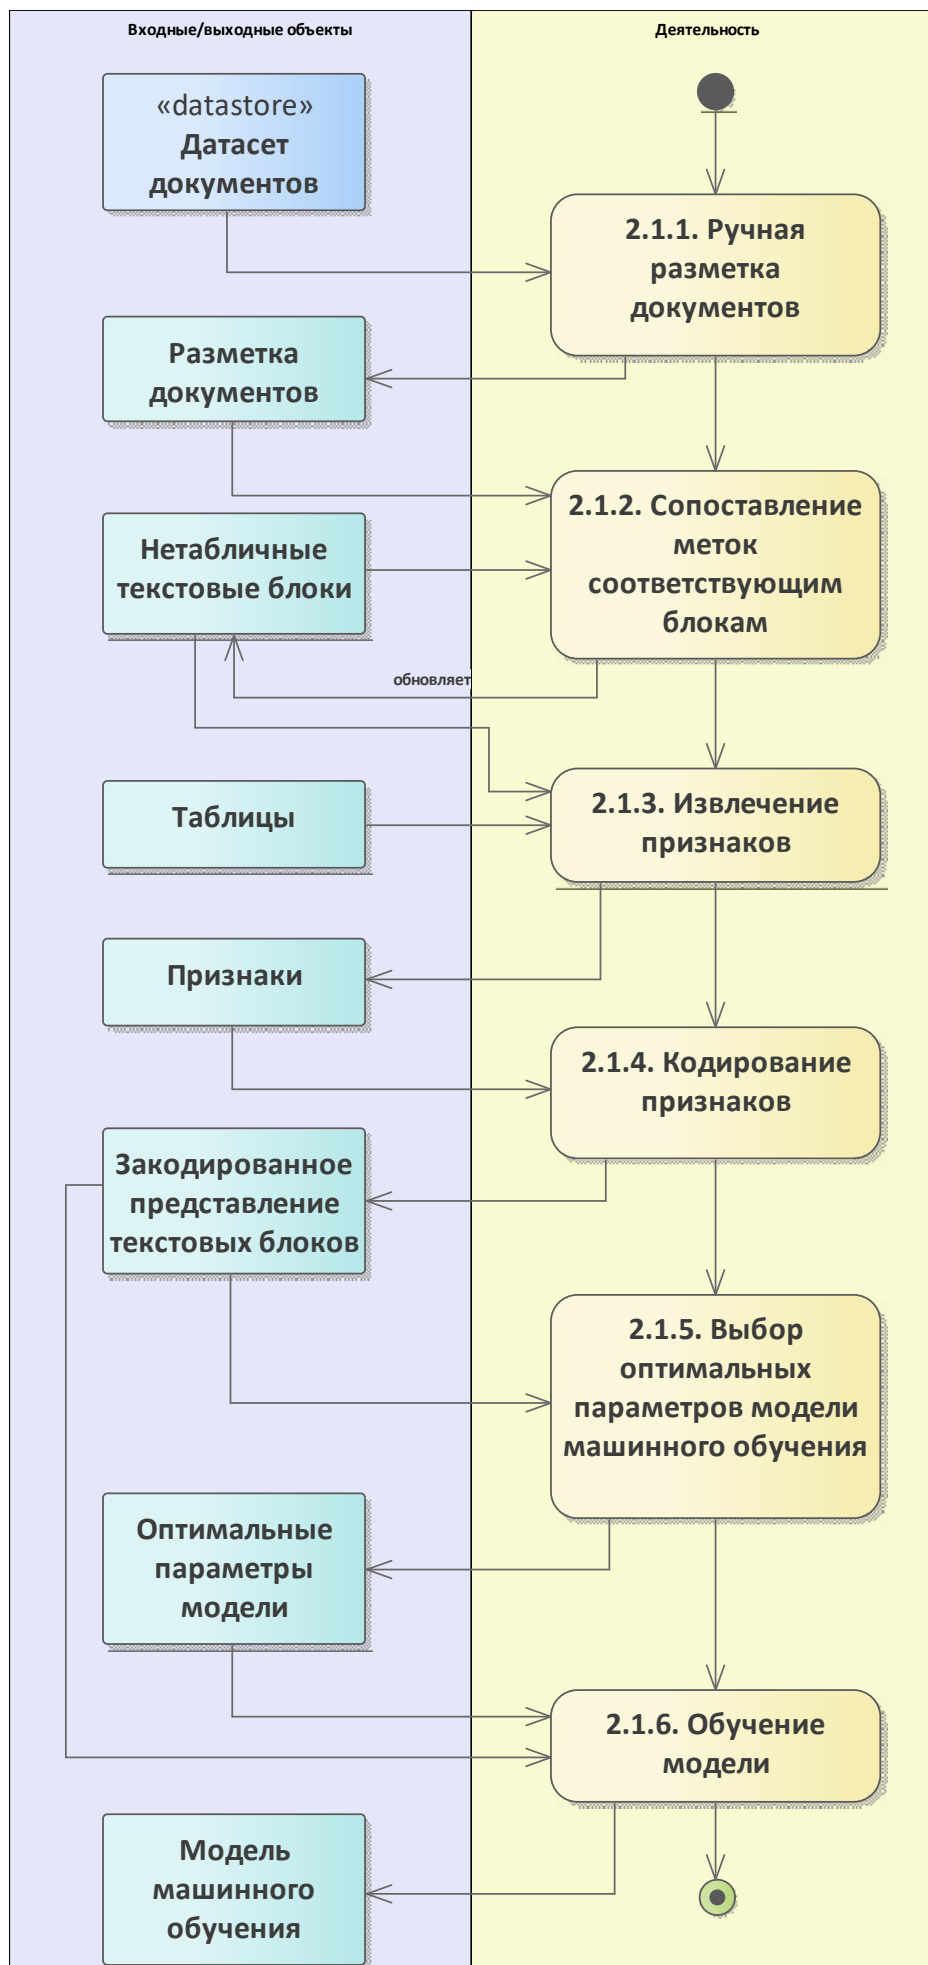 Входные/выходные объекты
Деятельность
«datastore»
Датасет
документов
2.1.1. Ручная
разметка
документов
Разметка
документов
2.1.2. Сопоставление
меток
соответствующим
блокам
Нетабличные
текстовые блоки
обновляет
2.1.3. Извлечение
признаков
Таблицы
Признаки
2.1.4. Кодирование
признаков
Закодированное
представление
текстовых блоков
2.1.5. Выбор
оптимальных
параметров модели
машинного обучения
Оптимальные
параметры
модели
2.1.6. Обучение
модели
Модель
машинного
обучения